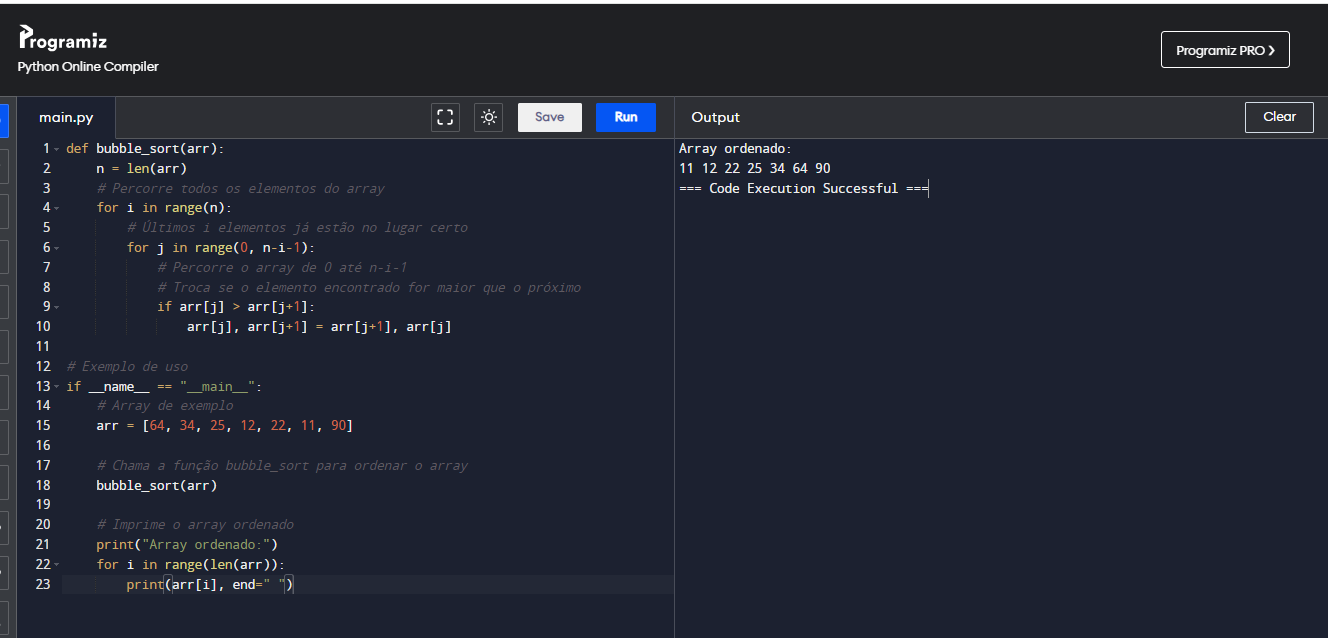 Programiz
Python Online Compiler
Programiz PRO ❯
main.py
Save
Run
Output
Clear
1 def bubble_sort(arr):
2     n = len(arr)
3     # Percorre todos os elementos do array
4     for i in range(n):
5         # Últimos i elementos já estão no lugar certo
6         for j in range(0, n-i-1):
7             # Percorre o array de 0 até n-i-1
8             # Troca se o elemento encontrado for maior que o próximo
9             if arr[j] > arr[j+1]:
10                 arr[j], arr[j+1] = arr[j+1], arr[j]
11
12 # Exemplo de uso
13 if __name__ == "__main__":
14     # Array de exemplo
15     arr = [64, 34, 25, 12, 22, 11, 90]
16
17     # Chama a função bubble_sort para ordenar o array
18     bubble_sort(arr)
19
20     # Imprime o array ordenado
21     print("Array ordenado:")
22     for i in range(len(arr)):
23         print(arr[i], end=" ")
Array ordenado:
11 12 22 25 34 64 90
=== Code Execution Successful ===